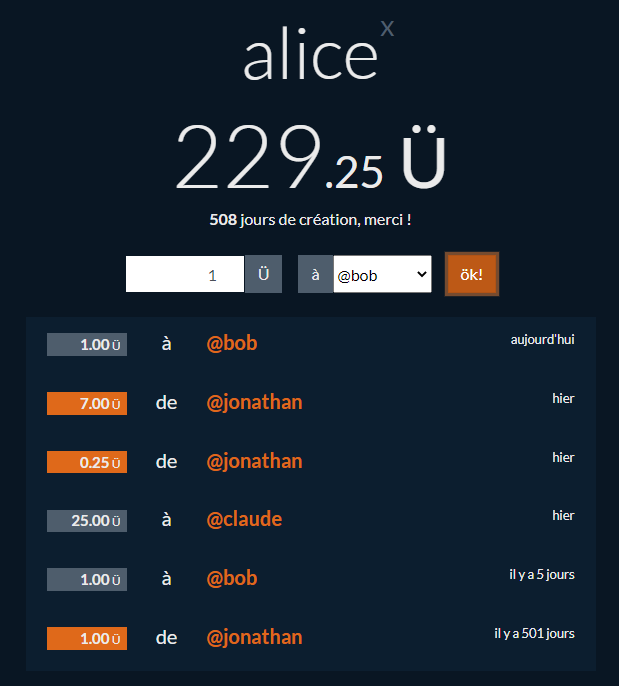 alice x
229.25 Ü
508 jours de création, merci !
1 Ü à @bob ök!
1.00 Ü à @bob aujourd'hui
7.00 Ü de @jonathan hier
0.25 Ü de @jonathan hier
25.00 Ü à @claude hier
1.00 Ü à @bob il y a 5 jours
1.00 Ü de @jonathan il y a 501 jours